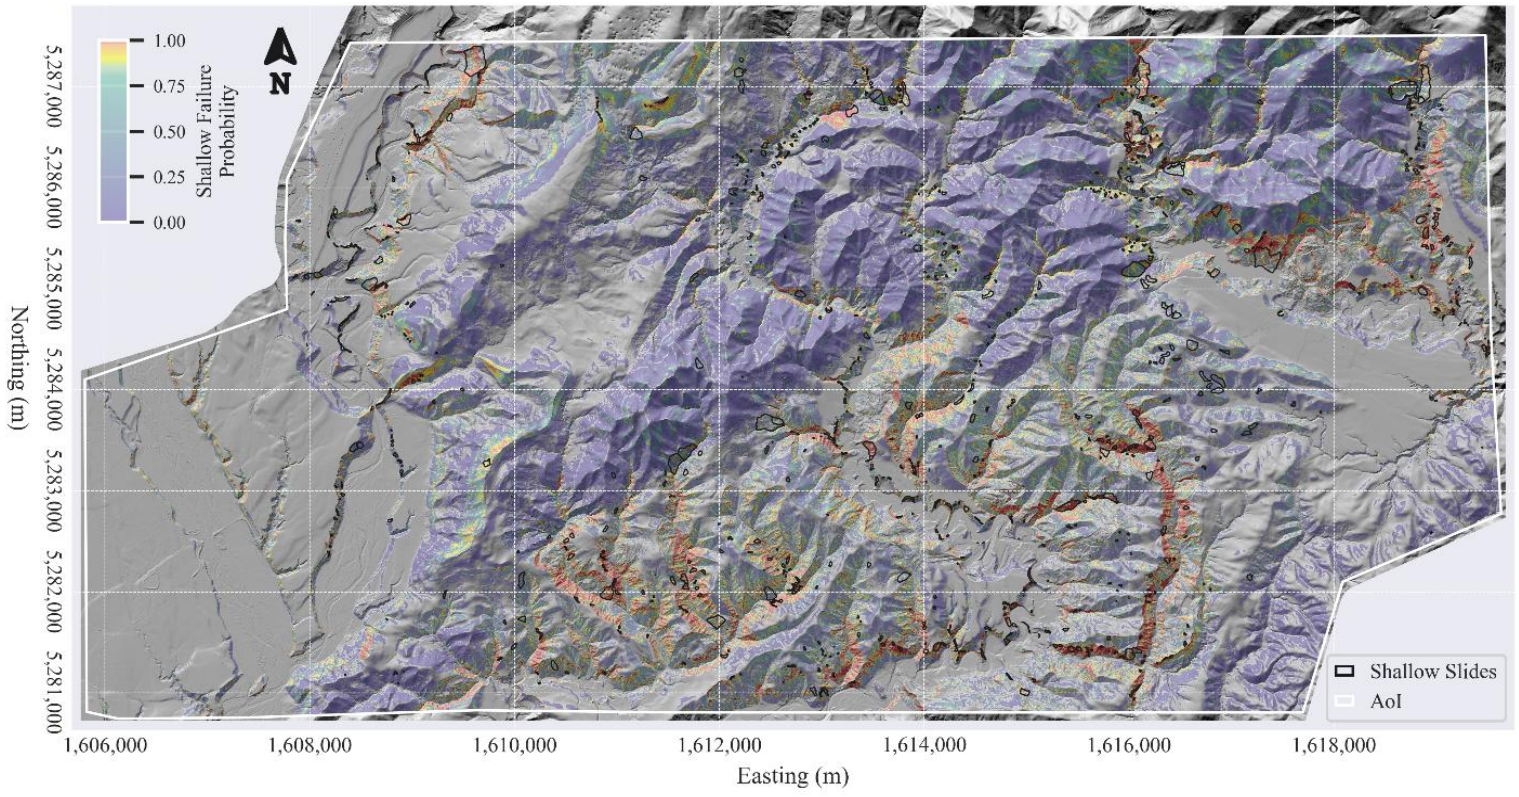 1.00
0.75
0.50
0.25
0.00
Shallow Failure
Probability
N
5,287,000
5,286,000
5,285,000
5,284,000
5,283,000
5,282,000
5,281,000
Northing (m)
Shallow Slides
AoI
1,606,000
1,608,000
1,610,000
1,612,000
1,614,000
1,616,000
1,618,000
Easting (m)